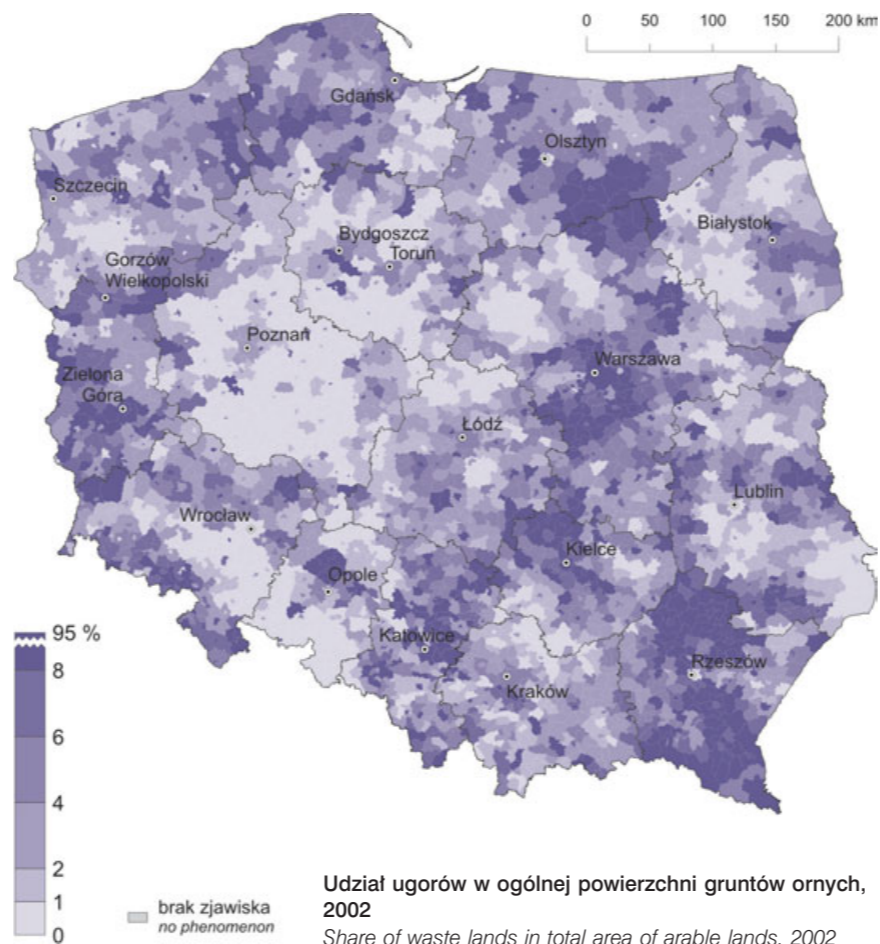 0 50 100 150 200 km
Gdańsk
Olsztyn
Szczecin
Białystok
Bydgoszcz
Toruń
Gorzów
Wielkopolski
Poznań
Warszawa
Zielona
Góra
Łódź
Lublin
Wrocław
Kielce
Opole
Katowice
Rzeszów
Kraków
95 %
8
6
4
2
1
0
brak zjawiska
no phenomenon
Udział ugorów w ogólnej powierzchni gruntów ornych,
2002
Share of waste lands in total area of arable lands, 2002